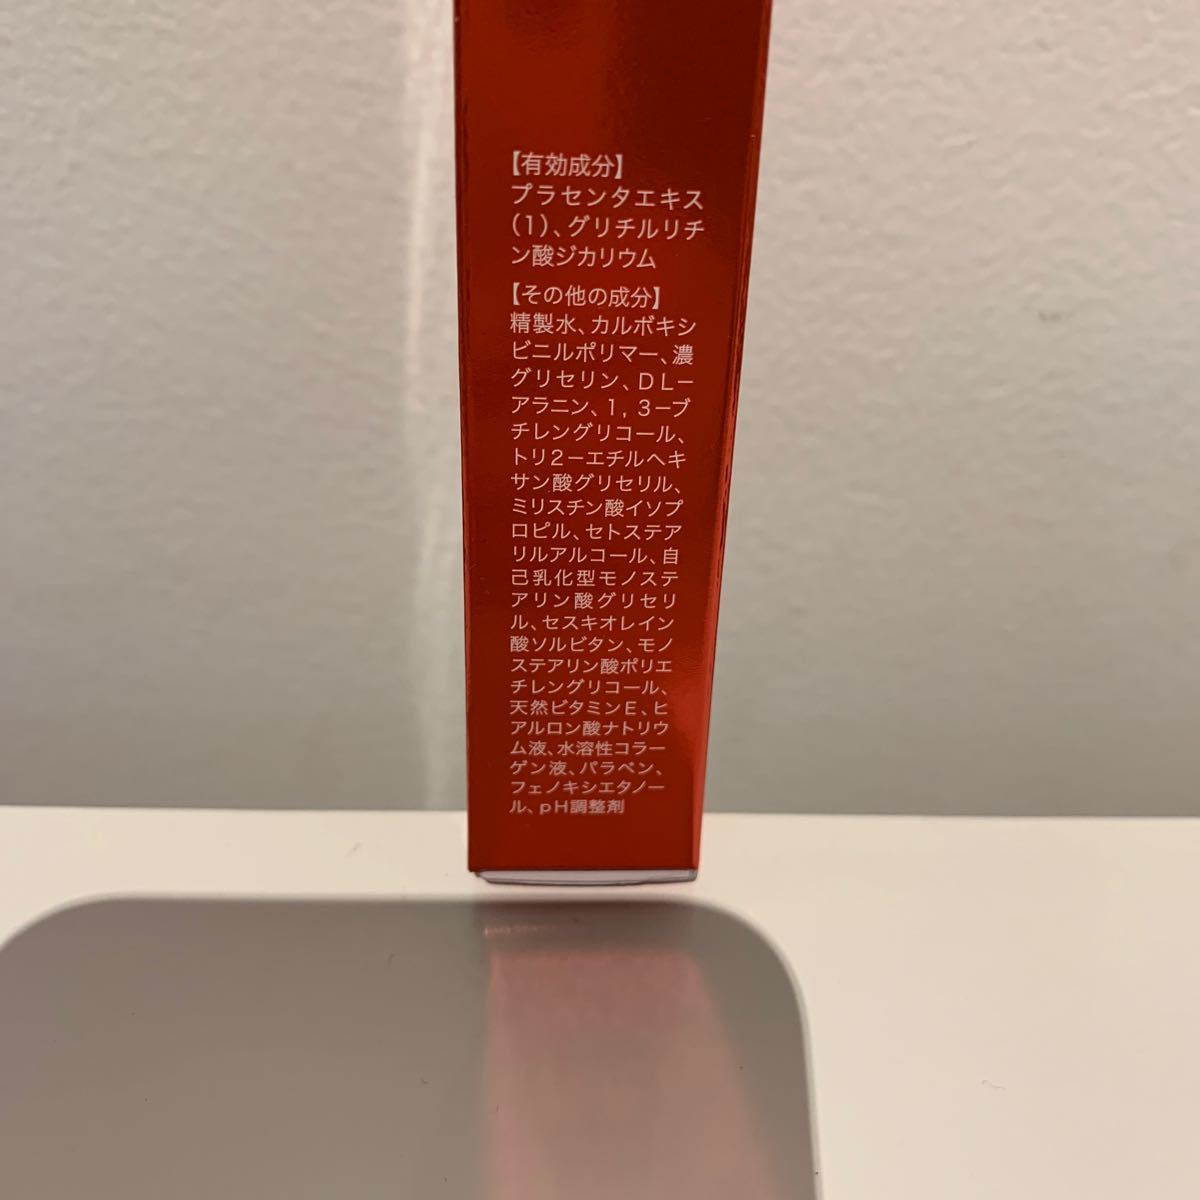 【有効成分】
プラセンタエキス
(1)、グリチルリチ
ン酸ジカリウム
【その他の成分】
精製水、カルボキシ
ビニルポリマー、濃
グリセリン、ＤＬー
アラニン、１,３ーブ
チレングリコール、
トリ２ーエチルヘキ
サン酸グリセリル、
ミリスチン酸イソプ
ロピル、セトステア
リルアルコール、自
己乳化型モノステ
アリン酸グリセリ
ル、セスキオレイン
酸ソルビタン、モノ
ステアリン酸ポリエ
チレングリコール、
天然ビタミンＥ、ヒ
アルロン酸ナトリウ
ム液、水溶性コラー
ゲン液、パラベン、
フェノキシエタノー
ル、ｐＨ調整剤